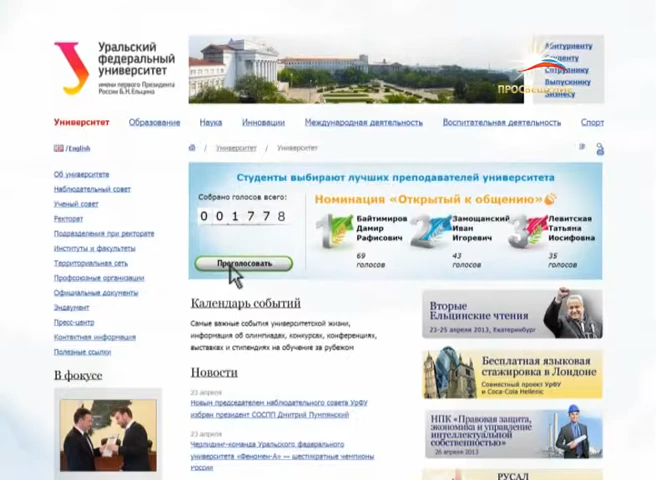 Уральский
федеральный
университет
имени первого Президента
России Б.Н.Ельцина
Абитуриенту
Студенту
Сотруднику
Выпускнику
Бизнесу
ПРОСВЕЩЕНИЕ
Университет Образование Наука Инновации Международная деятельность Воспитательная деятельность Спорт
/English
/ Университет / Университет
Об университете
Наблюдательный совет
Ученый совет
Ректорат
Подразделения при ректорате
Институты и факультеты
Территориальная сеть
Профсоюзные организации
Официальные документы
Эндаумент
Пресс-центр
Контактная информация
Полезные ссылки
В фокусе
Студенты выбирают лучших преподавателей университета
Собрано голосов всего:
001778
Проголосовать
Номинация «Открытый к общению»
1 Байтимиров
Дамир
Рафисович
69
голосов
2 Замощанский
Иван
Игоревич
43
голосов
3 Левитская
Татьяна
Иосифовна
35
голосов
Календарь событий
Самые важные события университетской жизни,
информация об олимпиадах, конкурсах, конференциях,
выставках и стипендиях на обучение за рубежом
Новости
23 апреля
Новым председателем наблюдательного совета УрФУ
избран президент СОСПП Дмитрий Пумпянский
23 апреля
Черлидинг-команда Уральского федерального
университета «Феномен-А» — шестикратные чемпионы
России
Вторые
Ельцинские чтения
23-25 апреля 2013, Екатеринбург
Бесплатная языковая
стажировка в Лондоне
Совместный проект УрФУ
и Coca-Cola Hellenic
НПК «Правовая защита,
экономика и управление
интеллектуальной
собственностью»
26 апреля 2013
РУСАЛ